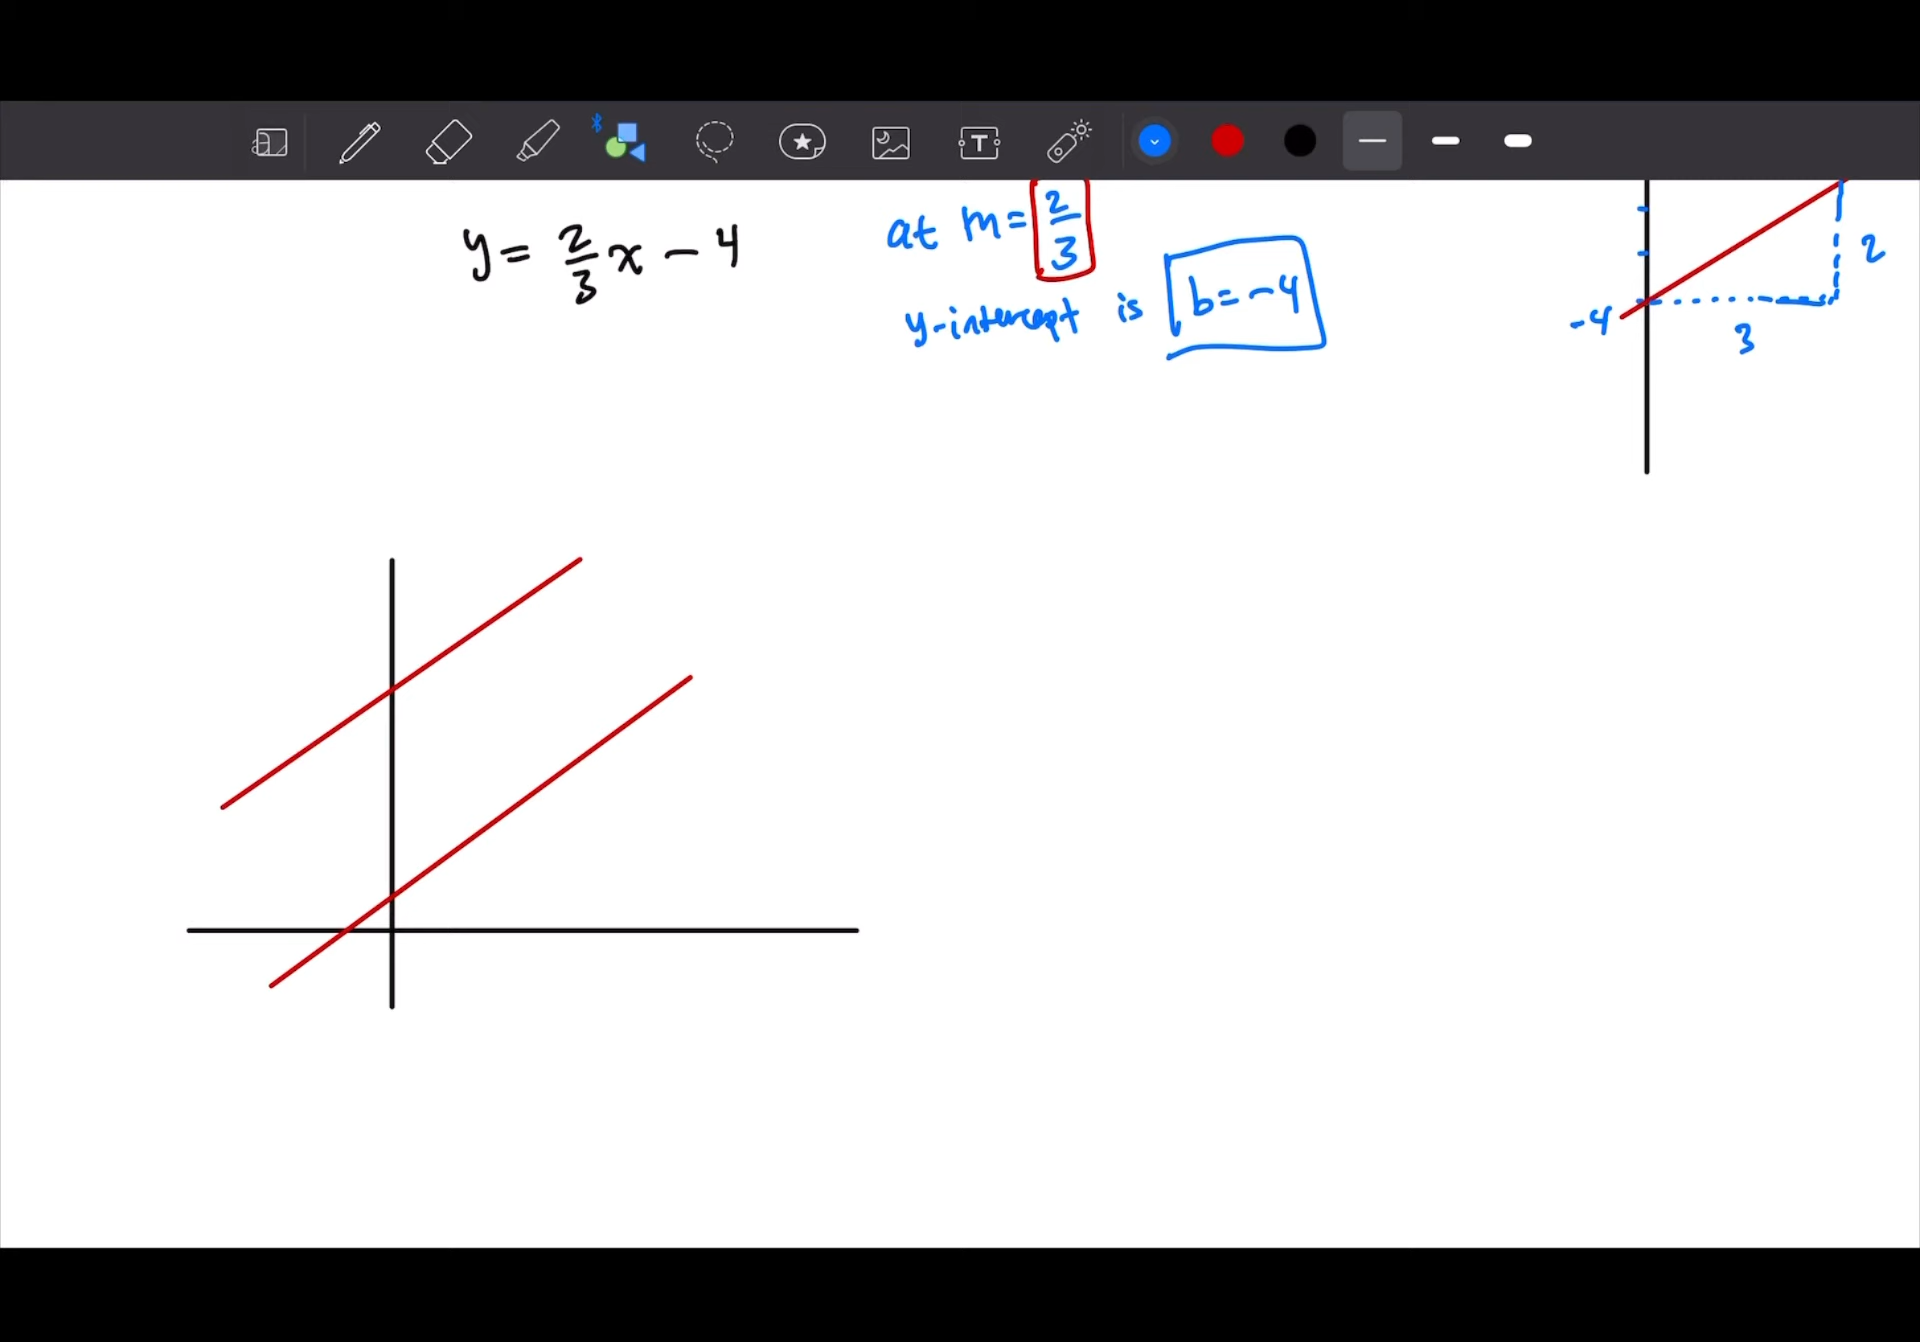 y = 2/3 x - 4
at m = 2/3
y-intercept is b = -4
2
-4
3
T